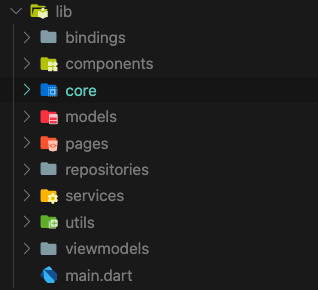 lib
bindings
components
core
models
pages
repositories
services
utils
viewmodels
main.dart